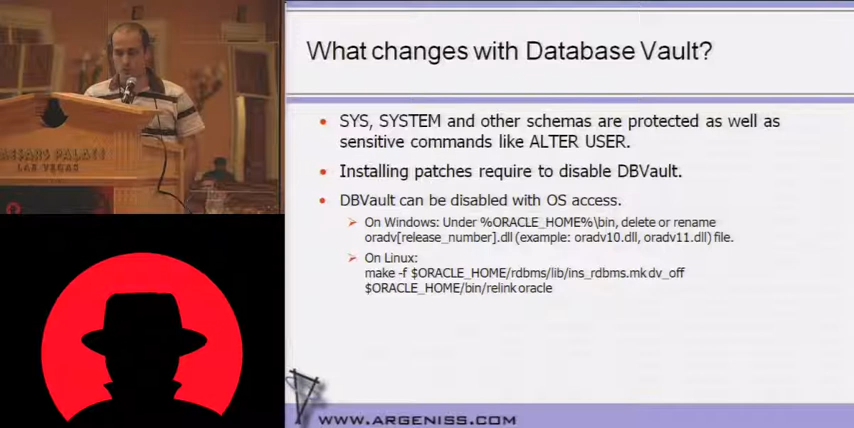 What changes with Database Vault?
SYS, SYSTEM and other schemas are protected as well as
sensitive commands like ALTER USER.
Installing patches require to disable DBVault.
DBVault can be disabled with OS access.
On Windows: Under %ORACLE_HOME%\bin, delete or rename
oradv[release_number].dll (example: oradv10.dll, oradv11.dll) file.
On Linux:
make -f $ORACLE_HOME/rdbms/lib/ins_rdbms.mk dv_off
$ORACLE_HOME/bin/relink oracle
CAESARS PALACE
LAS VEGAS
WWW.ARGENISS.COM